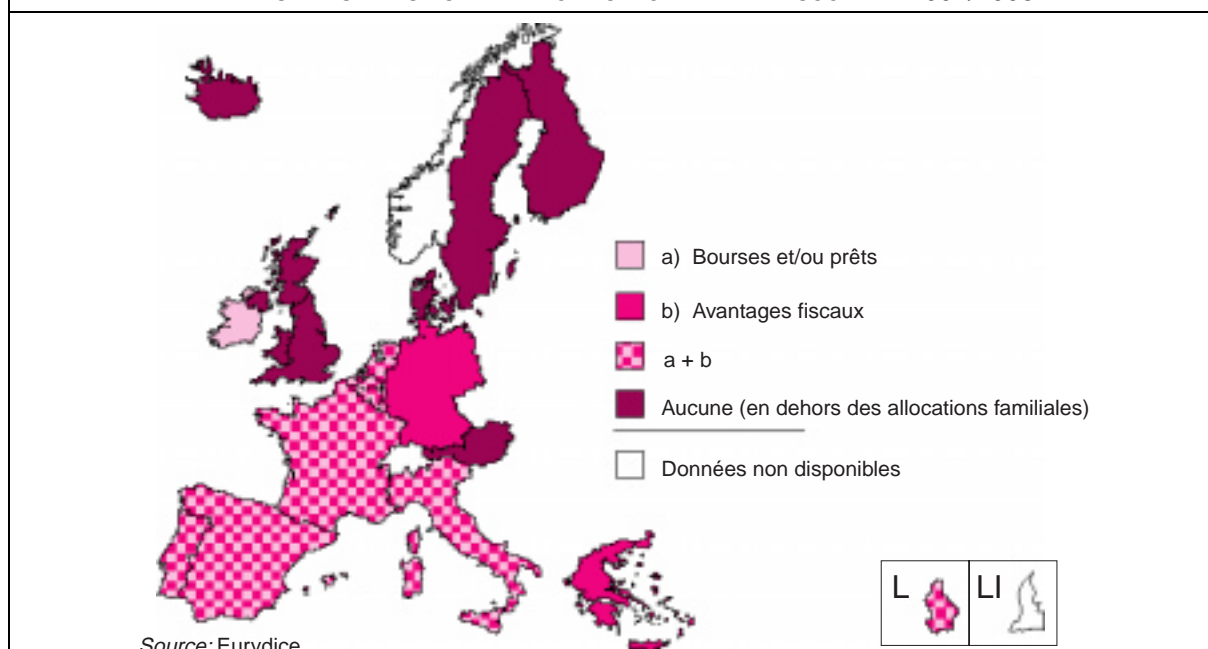 a) Bourses et/ou prêts
b) Avantages fiscaux
a + b
Aucune (en dehors des allocations familiales)
Données non disponibles
L LI
Source: Eurydice